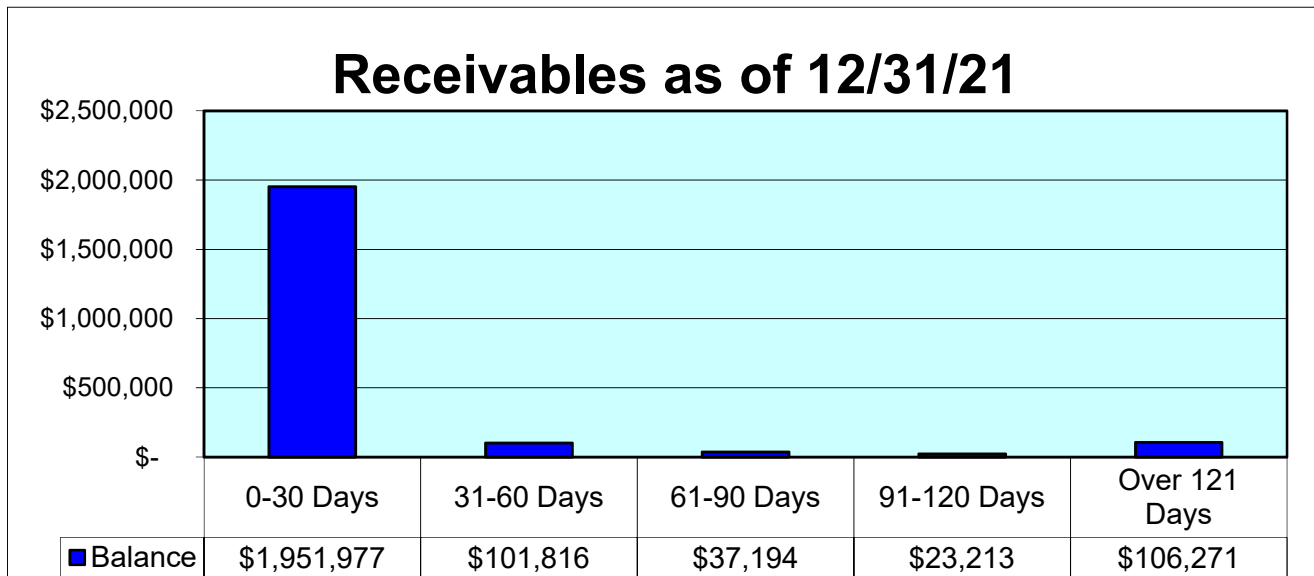 Receivables as of 12/31/21
$2,500,000
$2,000,000
$1,500,000
$1,000,000
$500,000
$-
0-30 Days 31-60 Days 61-90 Days 91-120 Days Over 121
Days
Balance $1,951,977 $101,816 $37,194 $23,213 $106,271